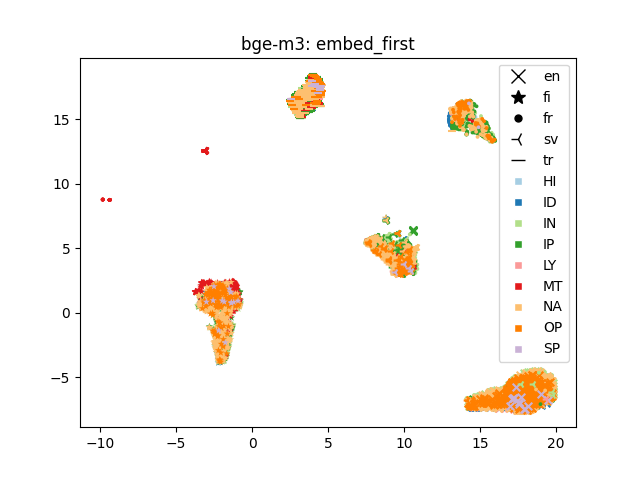 bge-m3: embed_first
en
fi
fr
sv
tr
HI
ID
IN
IP
LY
MT
NA
OP
SP
15
10
5
0
−5
−10
−5
0
5
10
15
20